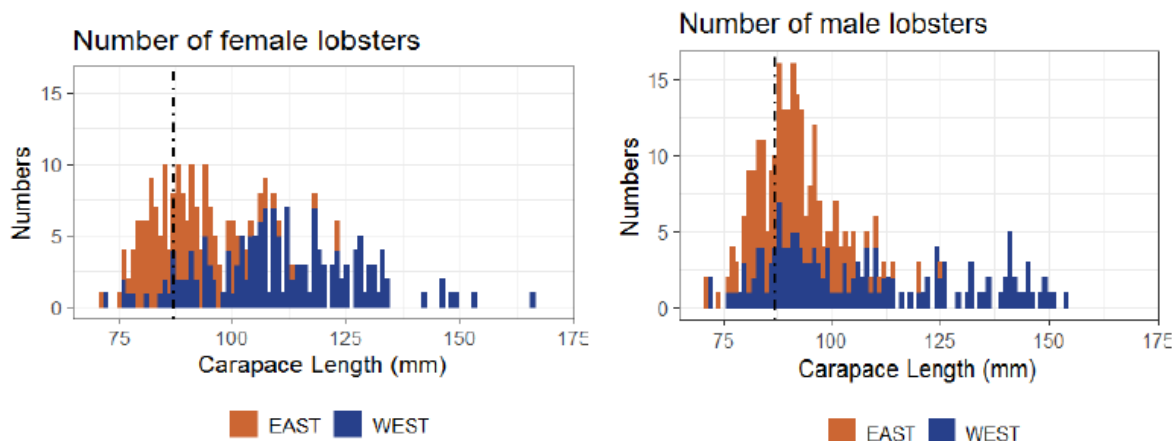 Number of female lobsters
15
10
5
0
Numbers
75 100 125 150 175
Carapace Length (mm)
EAST WEST
Number of male lobsters
15
10
5
0
Numbers
75 100 125 150 175
Carapace Length (mm)
EAST WEST